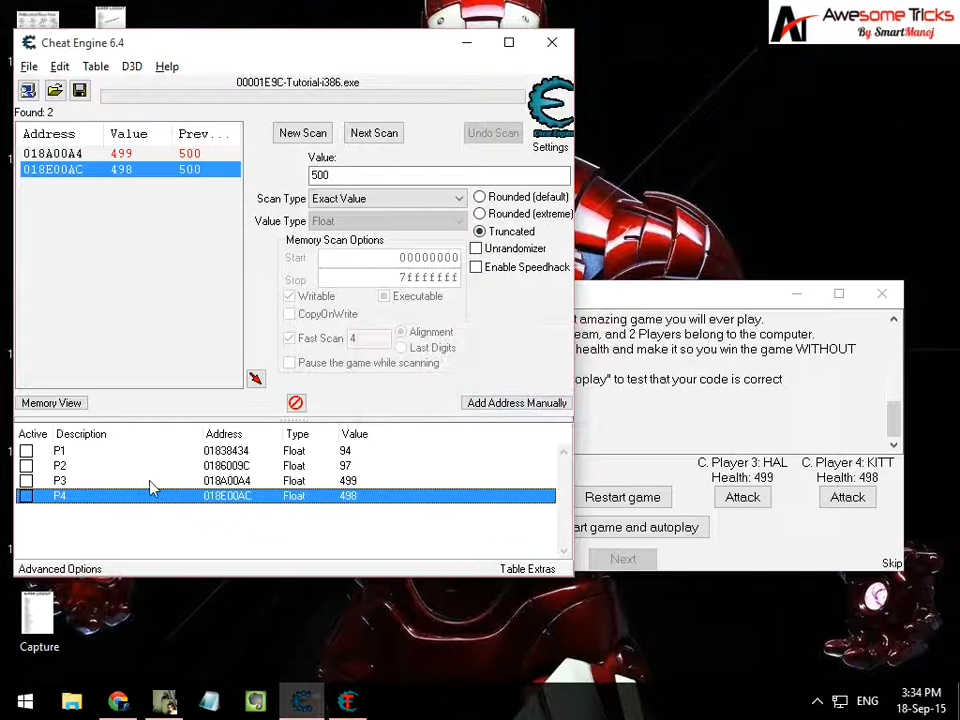 Awesome Tricks
By SmartManoj
Cheat Engine 6.4
File Edit Table D3D Help
00001E9C-Tutorial-i386.exe
Found: 2
Address Value Prev...
018A00A4 499 500
018E00AC 498 500
New Scan Next Scan Undo Scan
Cheat Engine
Settings
Value:
500
Scan Type Exact Value
Value Type Float
Rounded (default)
Rounded (extreme)
Truncated
Unrandomizer
Enable Speedhack
Memory Scan Options
Start 00000000
Stop 7fffffff
Writable Executable
CopyOnWrite
Fast Scan 4 Alignment
Last Digits
Pause the game while scanning
Memory View
Add Address Manually
Active Description Address Type Value
P1 01838434 Float 94
P2 0186009C Float 97
P3 018A00A4 Float 499
P4 018E00AC Float 498
Advanced Options
Table Extras
t amazing game you will ever play.
eam, and 2 Players belong to the computer.
health and make it so you win the game WITHOUT
oplay" to test that your code is correct
C. Player 3: HAL C. Player 4: KITT
Health: 499 Health: 498
Restart game Attack Attack
art game and autoplay
Next
Skip
Capture
ENG
3:34 PM
18-Sep-15